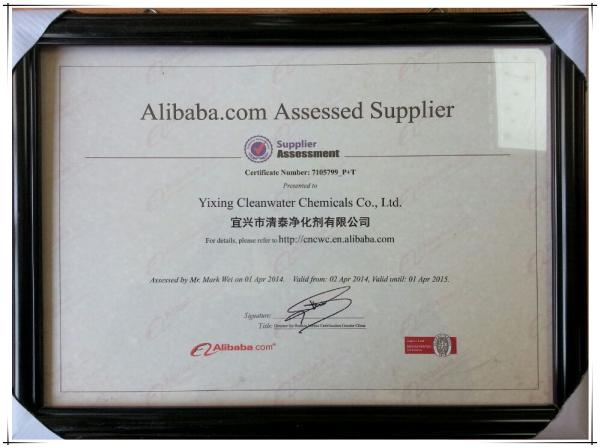 Alibaba.com Assessed Supplier
Supplier
Assessment
Certificate Number: 7105799_P+T
Presented to
Yixing Cleanwater Chemicals Co., Ltd.
宜兴市清泰净化剂有限公司
For details, please refer to http://cncwc.en.alibaba.com
Assessed by Mr. Mark Wei on 01 Apr 2014. Valid from: 02 Apr 2014, Valid until: 01 Apr 2015.
Signature:
Title:
Alibaba.com®